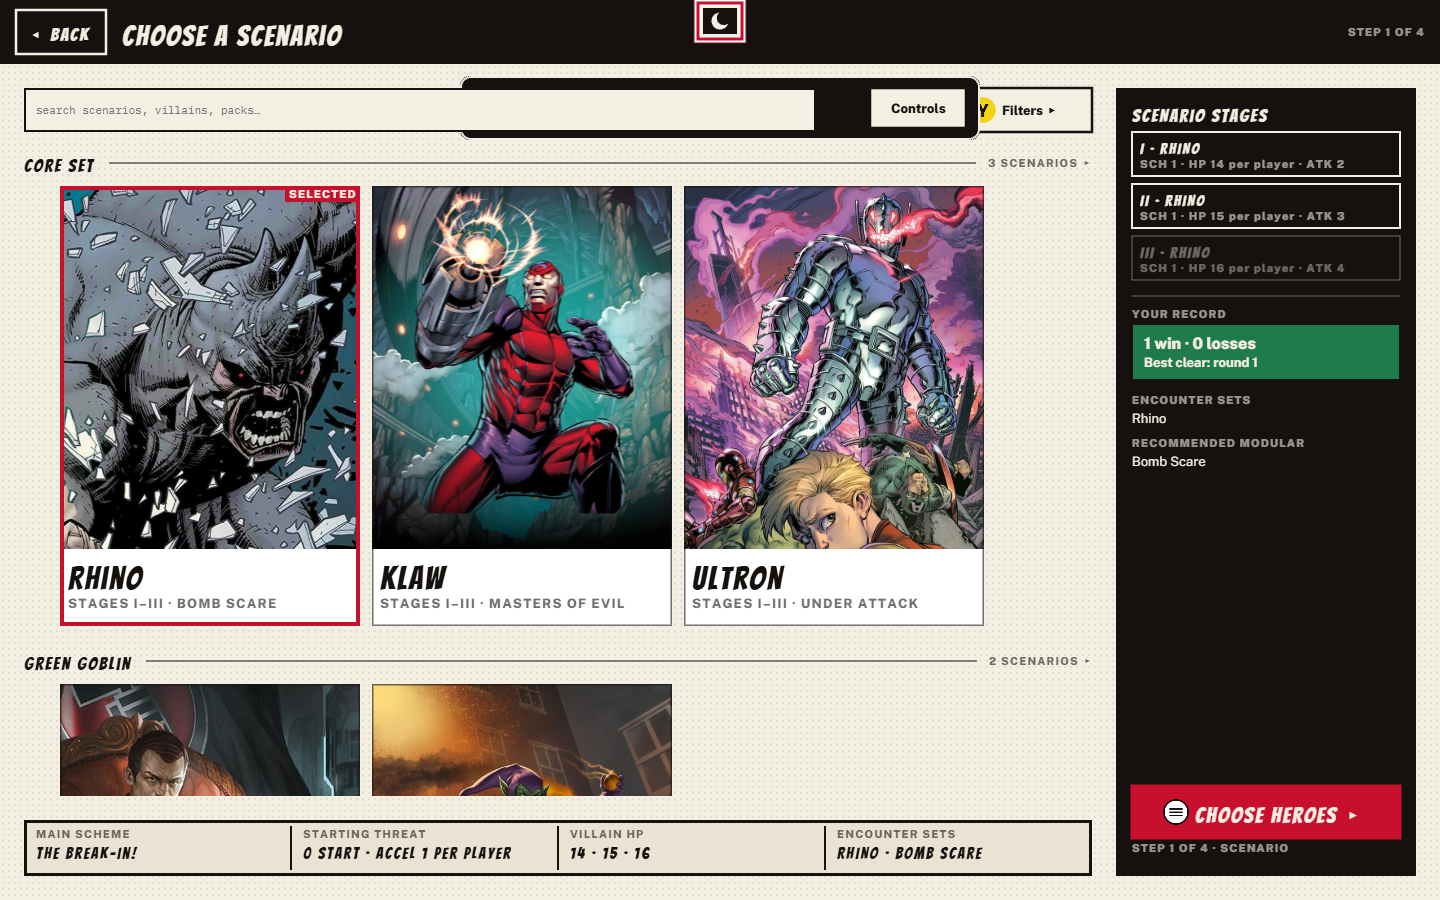 ◂ BACK
CHOOSE A SCENARIO
STEP 1 OF 4
search scenarios, villains, packs…
Controls
Y Filters ▸
CORE SET
3 SCENARIOS ▸
SELECTED
RHINO
STAGES I–III · BOMB SCARE
KLAW
STAGES I–III · MASTERS OF EVIL
ULTRON
STAGES I–III · UNDER ATTACK
GREEN GOBLIN
2 SCENARIOS ▸
MAIN SCHEME
THE BREAK-IN!
STARTING THREAT
0 START · ACCEL 1 PER PLAYER
VILLAIN HP
14 · 15 · 16
ENCOUNTER SETS
RHINO · BOMB SCARE
SCENARIO STAGES
I - RHINO
SCH 1 · HP 14 per player · ATK 2
II - RHINO
SCH 1 · HP 15 per player · ATK 3
III - RHINO
SCH 1 · HP 16 per player · ATK 4
YOUR RECORD
1 win · 0 losses
Best clear: round 1
ENCOUNTER SETS
Rhino
RECOMMENDED MODULAR
Bomb Scare
CHOOSE HEROES ▸
STEP 1 OF 4 · SCENARIO